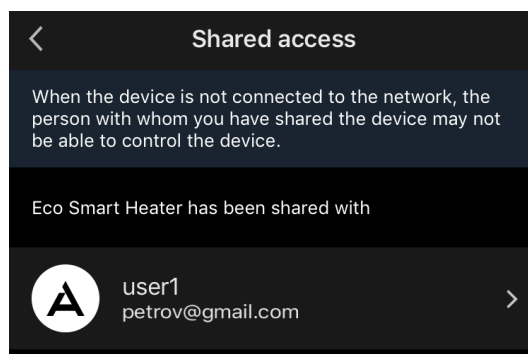 Shared access
When the device is not connected to the network, the
person with whom you have shared the device may not
be able to control the device.
Eco Smart Heater has been shared with
user1
petrov@gmail.com